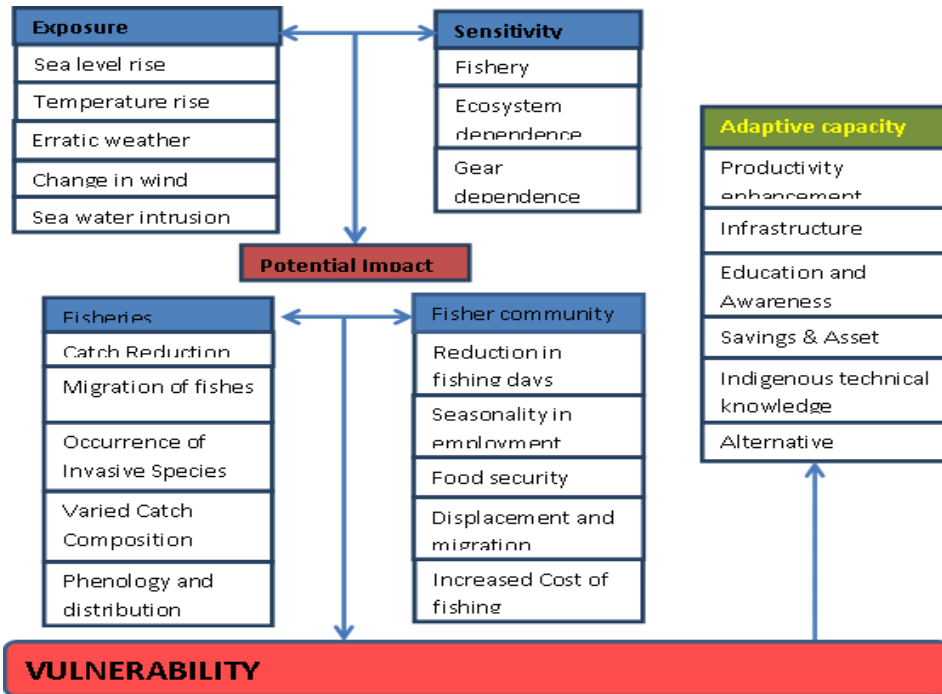 Exposure
Sea level rise
Temperature rise
Erratic weather
Change in wind
Sea water intrusion
Sensitivity
Fishery
Ecosystem
dependence
Gear
dependence
Potential Impact
Fisheries
Catch Reduction
Migration of fishes
Occurrence of
Invasive Species
Varied Catch
Composition
Phenology and
distribution
Fisher community
Reduction in
fishing days
Seasonality in
employment
Food security
Displacement and
migration
Increased Cost of
fishing
Adaptive capacity
Productivity
enhancement
Infrastructure
Education and
Awareness
Savings & Asset
Indigenous technical
knowledge
Alternative
VULNERABILITY